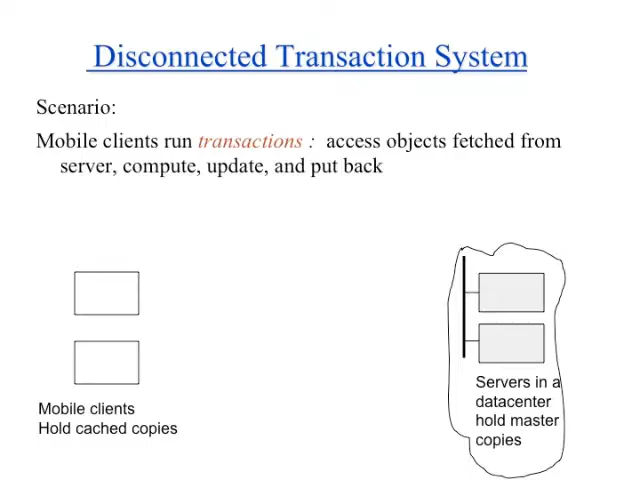 Disconnected Transaction System
Scenario:
Mobile clients run transactions : access objects fetched from
server, compute, update, and put back
Mobile clients
Hold cached copies
Servers in a
datacenter
hold master
copies